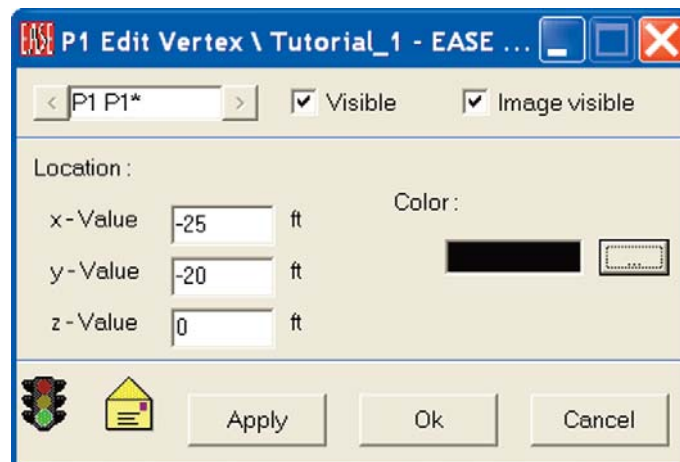 EASE P1 Edit Vertex \ Tutorial_1 - EASE ...
< P1 P1* > Visible Image visible
Location :
x - Value -25 ft
Color :
y - Value -20 ft
...
z - Value 0 ft
Apply Ok Cancel